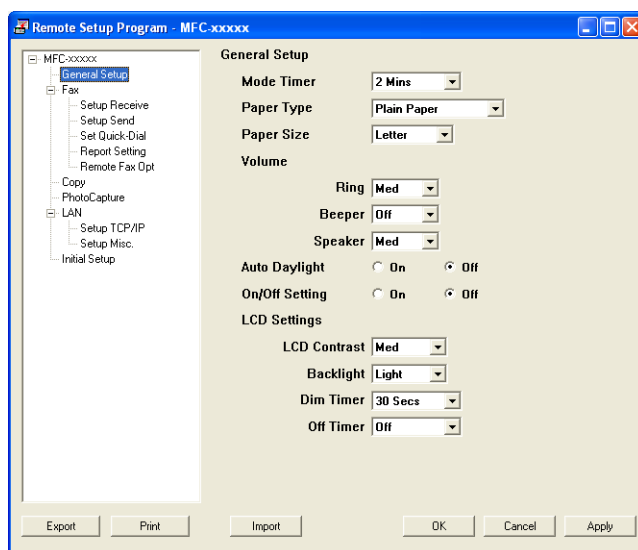 Remote Setup Program - MFC-xxxxx
MFC-xxxxx
General Setup
Fax
Setup Receive
Setup Send
Set Quick-Dial
Report Setting
Remote Fax Opt
Copy
PhotoCapture
LAN
Setup TCP/IP
Setup Misc.
Initial Setup
General Setup
Mode Timer 2 Mins
Paper Type Plain Paper
Paper Size Letter
Volume
Ring Med
Beeper Off
Speaker Med
Auto Daylight On Off
On/Off Setting On Off
LCD Settings
LCD Contrast Med
Backlight Light
Dim Timer 30 Secs
Off Timer Off
Export Print Import OK Cancel Apply